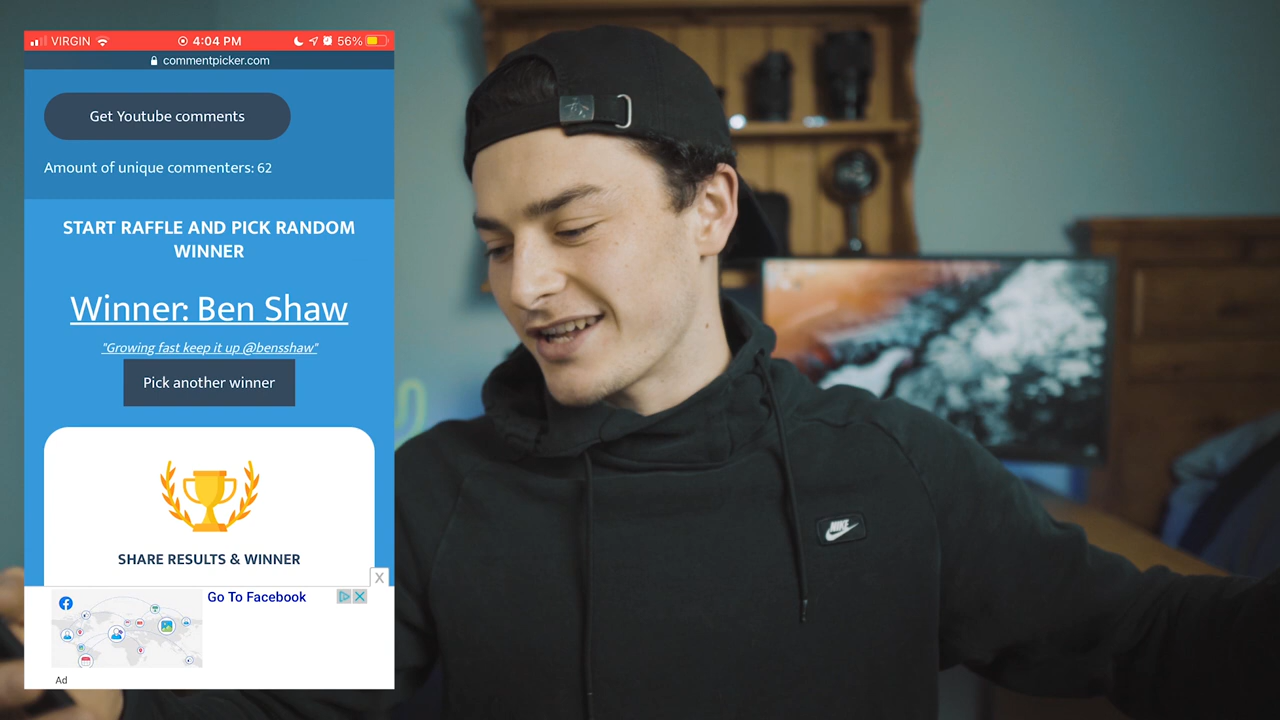 VIRGIN
4:04 PM
56%
commentpicker.com
Get Youtube comments
Amount of unique commenters: 62
START RAFFLE AND PICK RANDOM
WINNER
Winner: Ben Shaw
"Growing fast keep it up @bensshaw"
Pick another winner
SHARE RESULTS & WINNER
X
Go To Facebook
Ad
NIKE